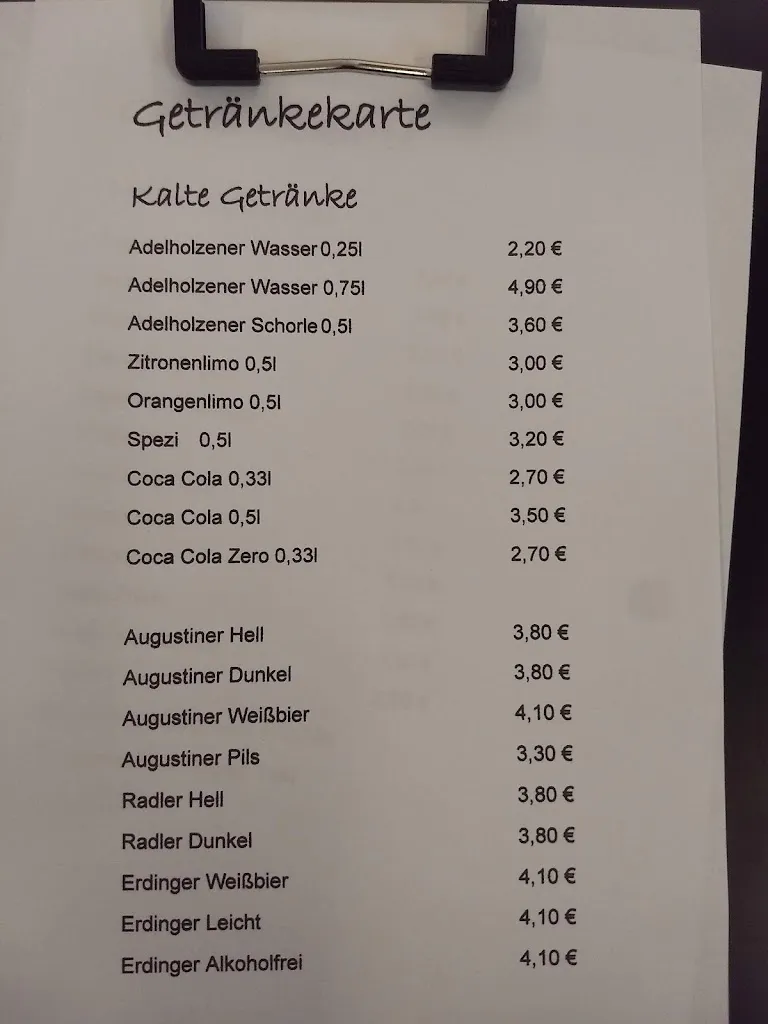 Getränkekarte
Kalte Getränke
Adelholzener Wasser 0,25l 2,20 €
Adelholzener Wasser 0,75l 4,90 €
Adelholzener Schorle 0,5l 3,60 €
Zitronenlimo 0,5l 3,00 €
Orangenlimo 0,5l 3,00 €
Spezi 0,5l 3,20 €
Coca Cola 0,33l 2,70 €
Coca Cola 0,5l 3,50 €
Coca Cola Zero 0,33l 2,70 €
Augustiner Hell 3,80 €
Augustiner Dunkel 3,80 €
Augustiner Weißbier 4,10 €
Augustiner Pils 3,30 €
Radler Hell 3,80 €
Radler Dunkel 3,80 €
Erdinger Weißbier 4,10 €
Erdinger Leicht 4,10 €
Erdinger Alkoholfrei 4,10 €